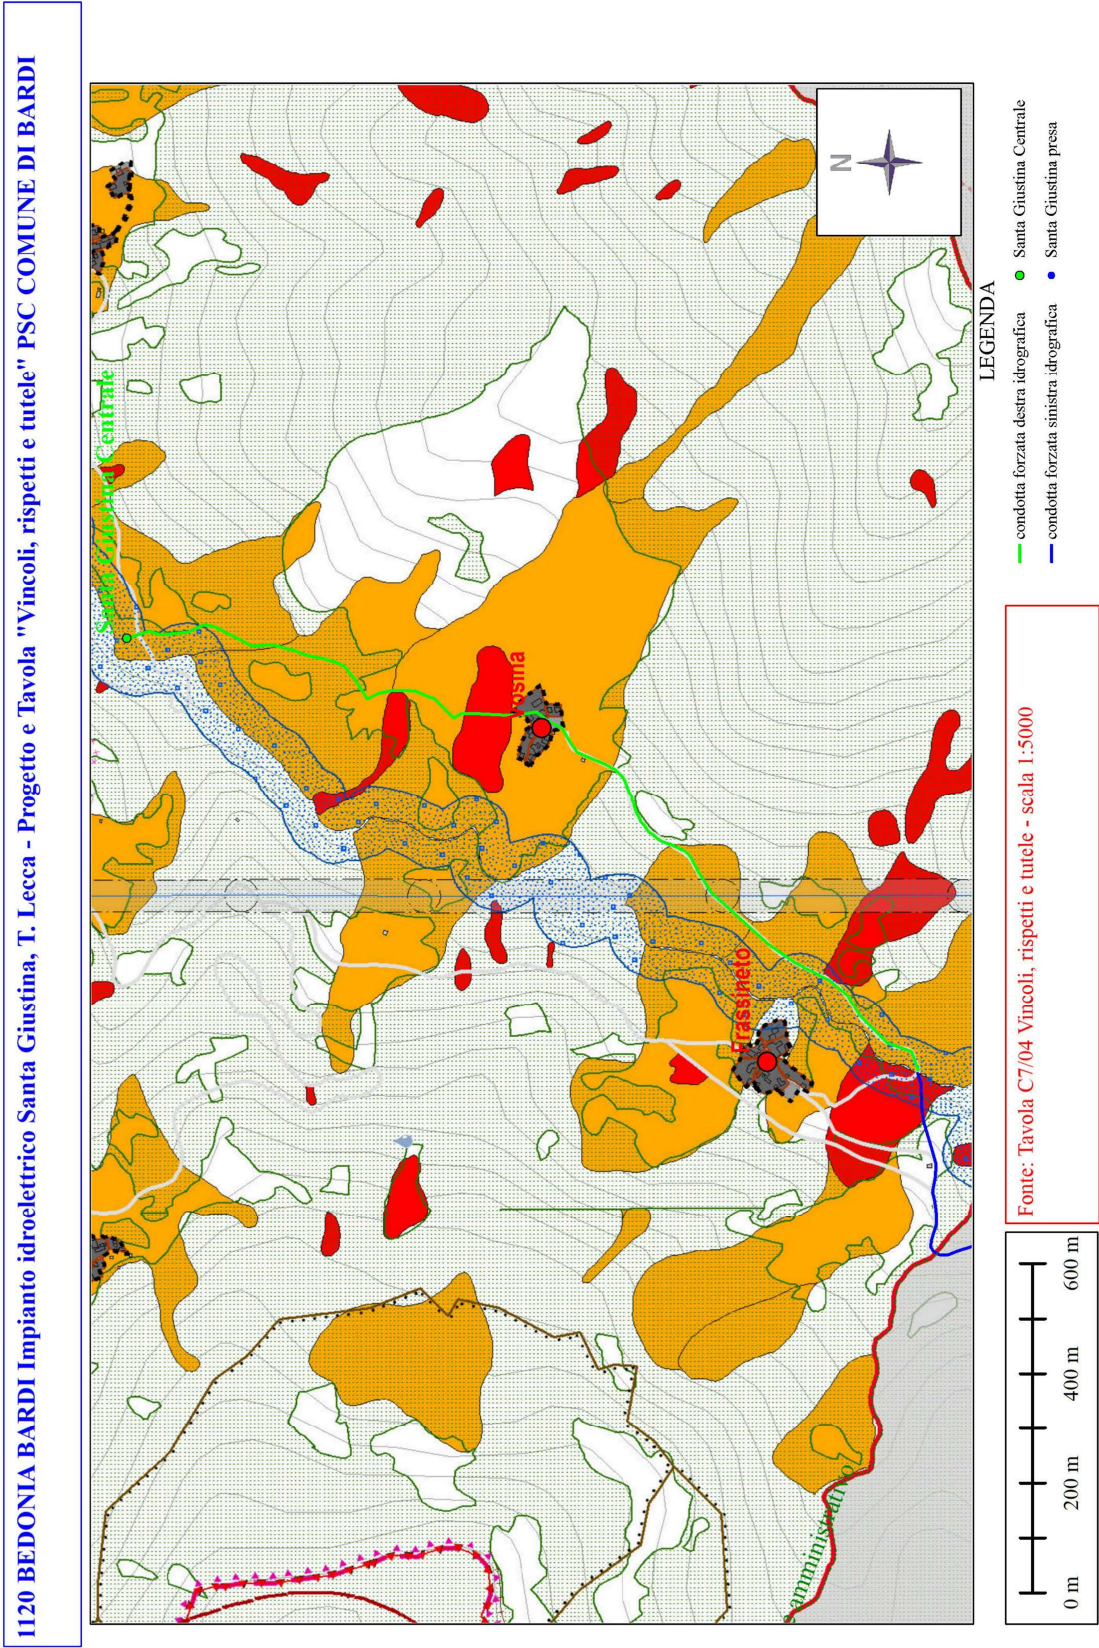 1120 BEDONIA BARDI Impianto idroelettrico Santa Giustina, T. Lecca - Progetto e Tavola "Vincoli, rispetti e tutele" PSC COMUNE DI BARDI
Santa Giustina Centrale
Frassineto
amministrativo
N
LEGENDA
condotta forzata destra idrografica
Santa Giustina Centrale
condotta forzata sinistra idrografica
Santa Giustina presa
Fonte: Tavola C7/04 Vincoli, rispetti e tutele - scala 1:5000
0 m
200 m
400 m
600 m